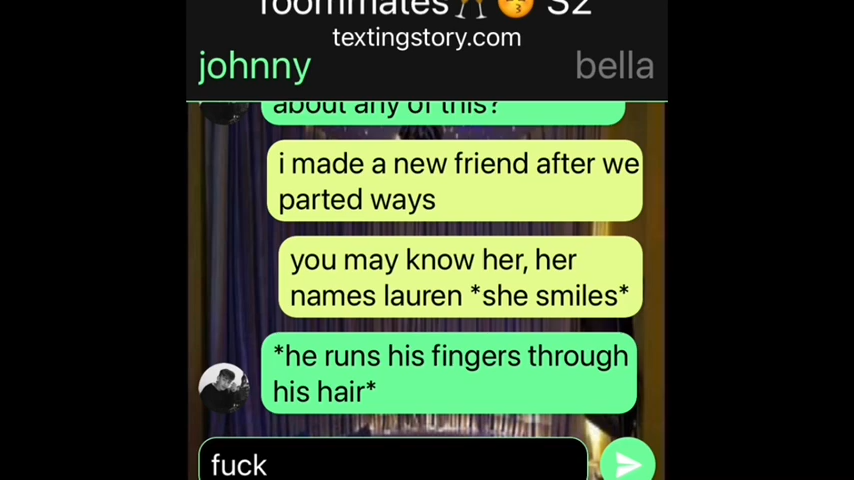 roommates🥂😚 S2
textingstory.com
johnny
bella
about any of this?
i made a new friend after we
parted ways
you may know her, her
names lauren *she smiles*
*he runs his fingers through
his hair*
fuck